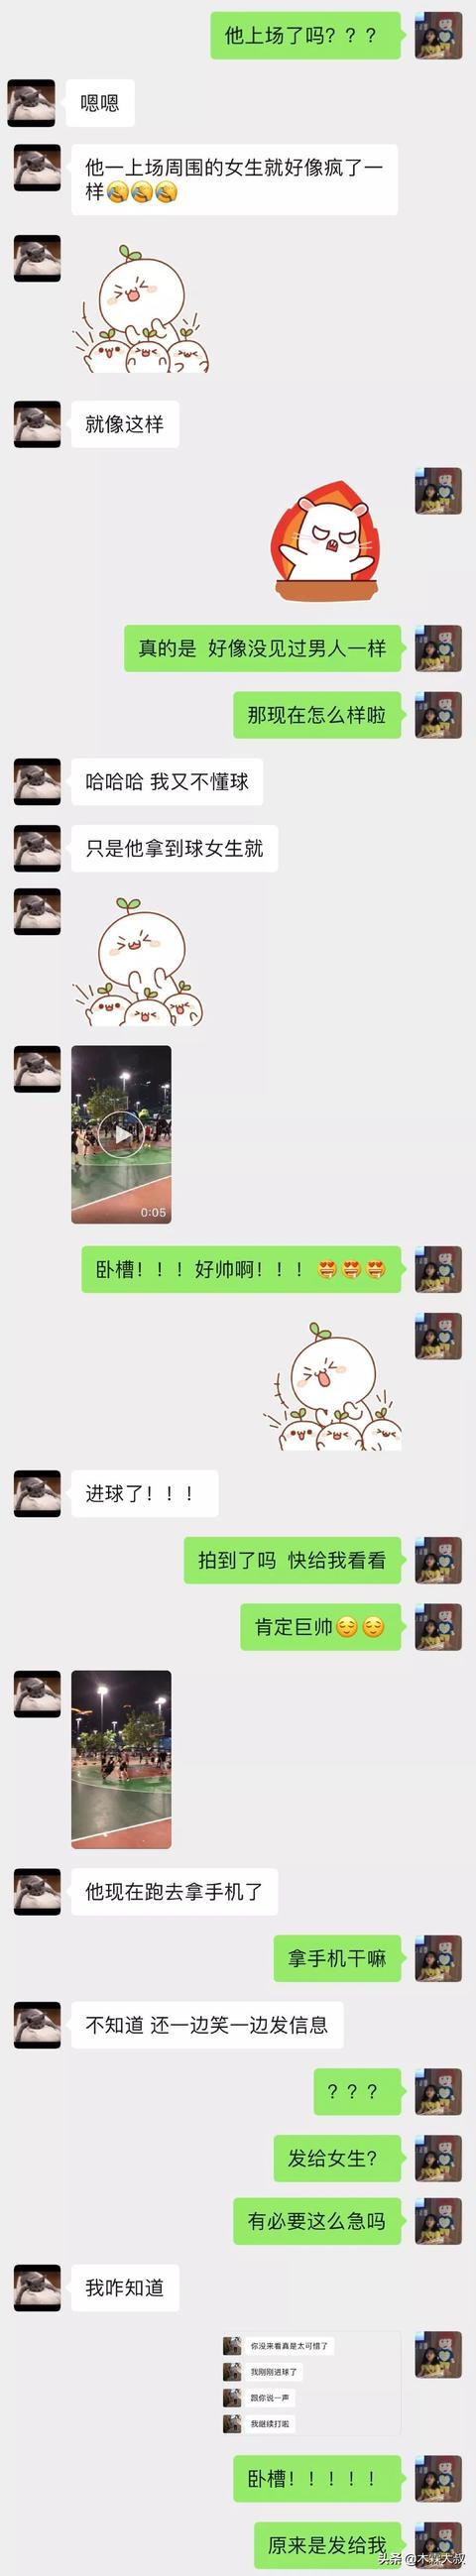 他上场了吗？？？
嗯嗯
他一上场周围的女生就好像疯了一
样
就像这样
真的是 好像没见过男人一样
那现在怎么样啦
哈哈哈 我又不懂球
只是他拿到球女生就
0:05
卧槽！！！好帅啊！！！
进球了！！！
拍到了吗 快给我看看
肯定巨帅
他现在跑去拿手机了
拿手机干嘛
不知道 还一边笑一边发信息
？？？
发给女生？
有必要这么急吗
我咋知道
你没来看真是太可惜了
我刚刚进球了
跟你说一声
我继续打啦
卧槽！！！！！
原来是发给我
头条 @木霖大叔